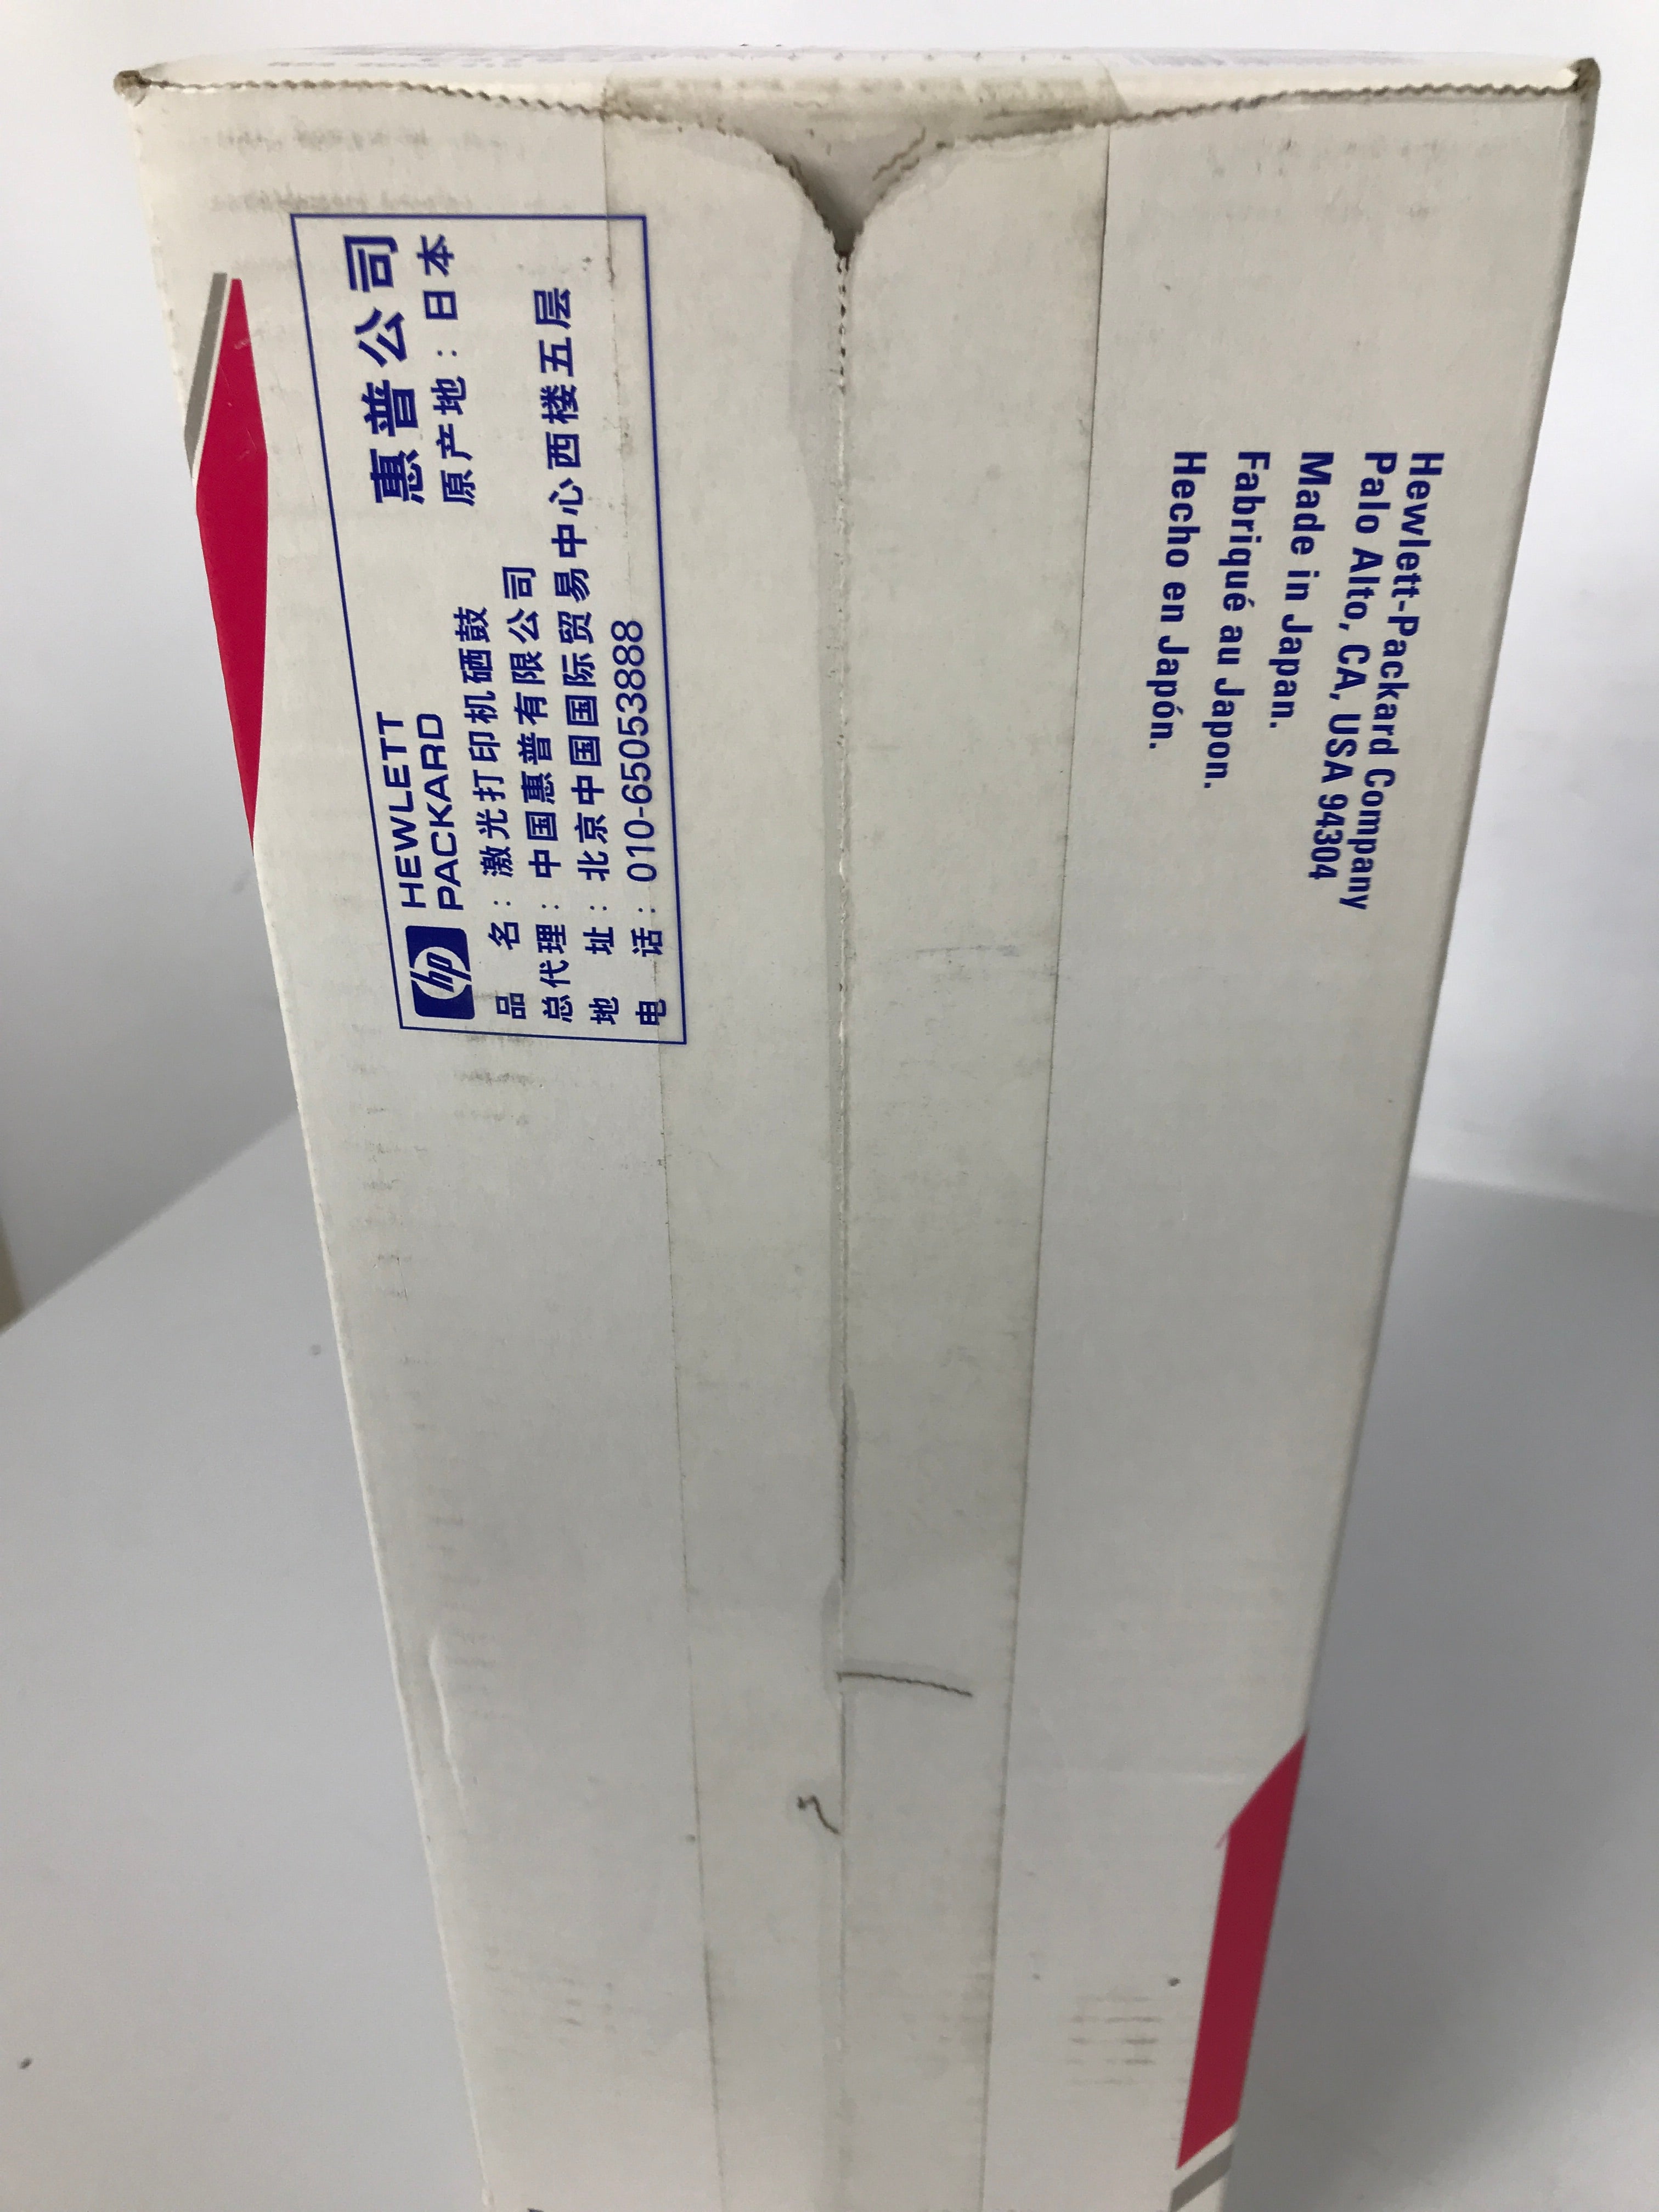 hp
HEWLETT
PACKARD
惠普公司
原产地:日本
品 名:激光打印机硒鼓
总代理:中国惠普有限公司
地 址:北京中国国际贸易中心西楼五层
电 话:010-65053888
Hewlett-Packard Company
Palo Alto, CA, USA 94304
Made in Japan.
Fabriqué au Japon.
Hecho en Japón.